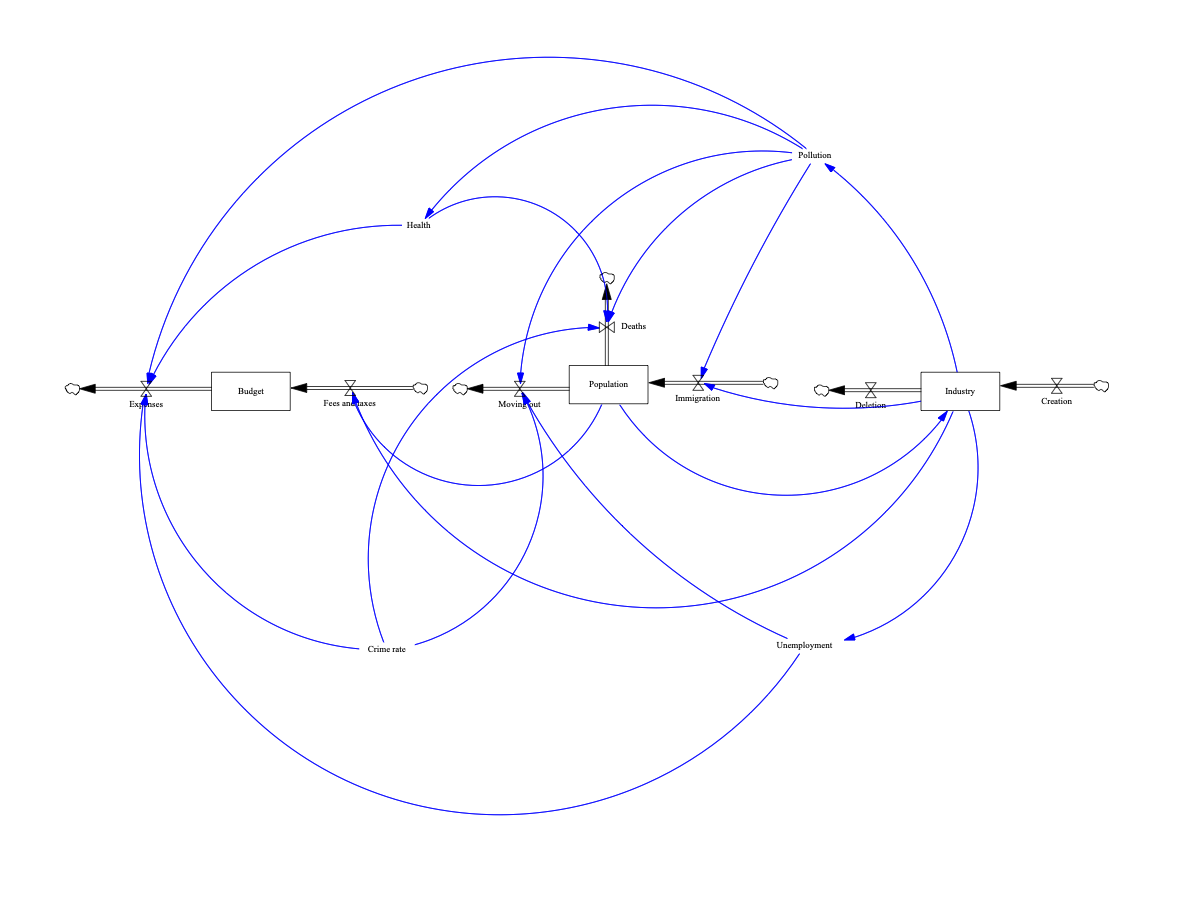 Pollution
Health
Deaths
Population
Budget
Expenses
Fees and taxes
Moving out
Immigration
Deletion
Industry
Creation
Crime rate
Unemployment